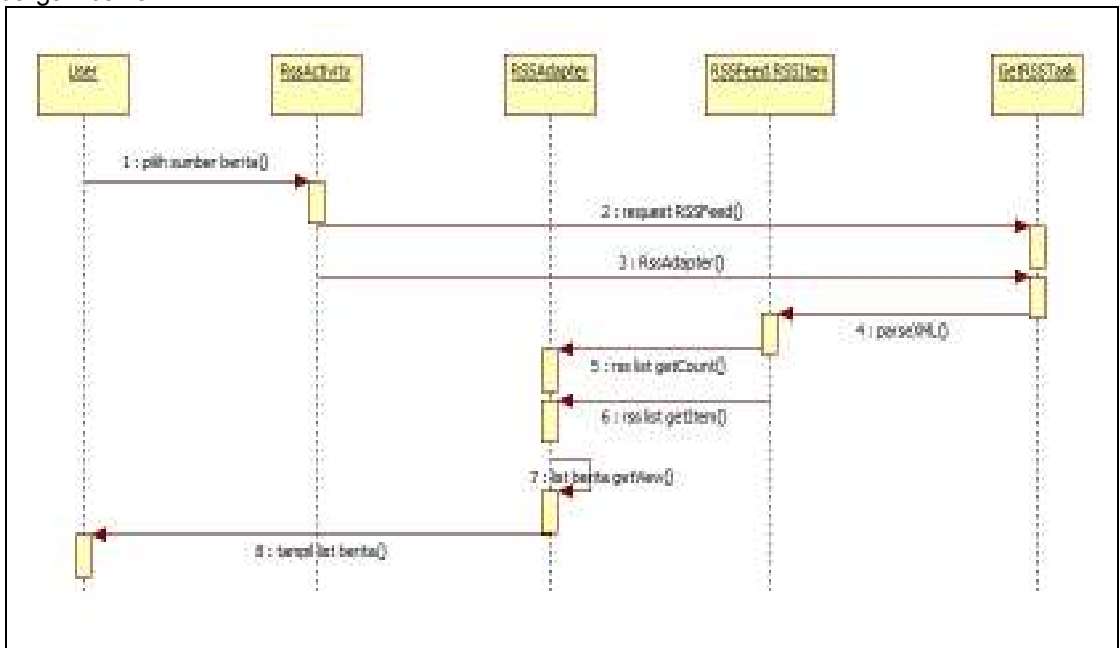 User
RssActivity
RSSAdapter
RSSFeed.RSSItem
GetRSSTask
1 : pilih sumber berita()
2 : request RSSFeed()
3 : RssAdapter()
4 : parseXML()
5 : rss list getCount()
6 : rss list getItem()
7 : list berita getView()
8 : tampil list berita()